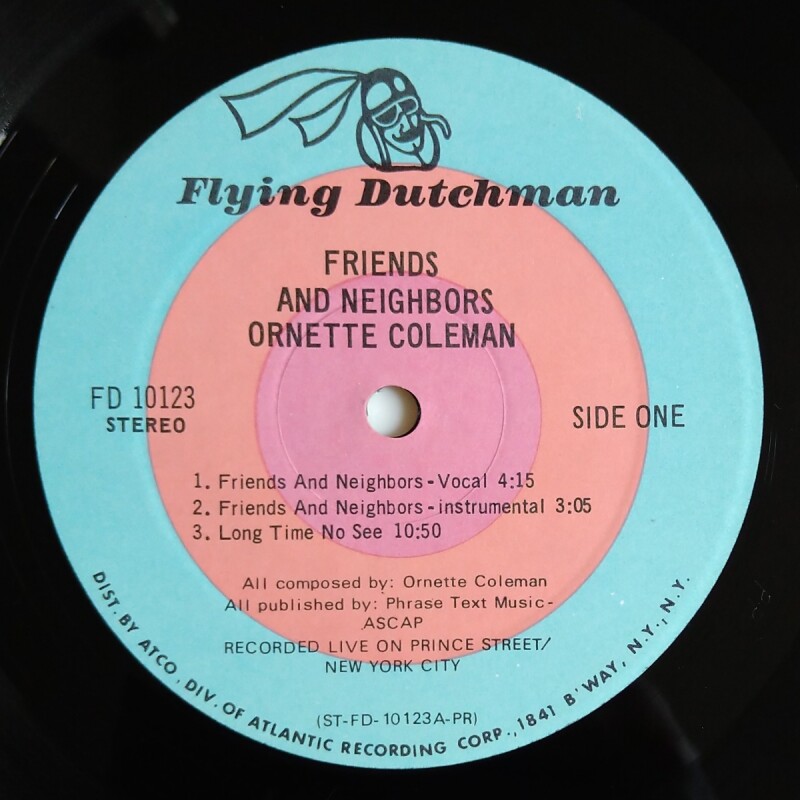 Flying Dutchman
FRIENDS
AND NEIGHBORS
ORNETTE COLEMAN
FD 10123
STEREO
SIDE ONE
1. Friends And Neighbors - Vocal 4:15
2. Friends And Neighbors - instrumental 3:05
3. Long Time No See 10:50
All composed by: Ornette Coleman
All published by: Phrase Text Music-
ASCAP
RECORDED LIVE ON PRINCE STREET/
NEW YORK CITY
(ST-FD-10123A-PR)
DIST. BY ATCO, DIV. OF ATLANTIC RECORDING CORP., 1841 B'WAY, N.Y., N.Y.